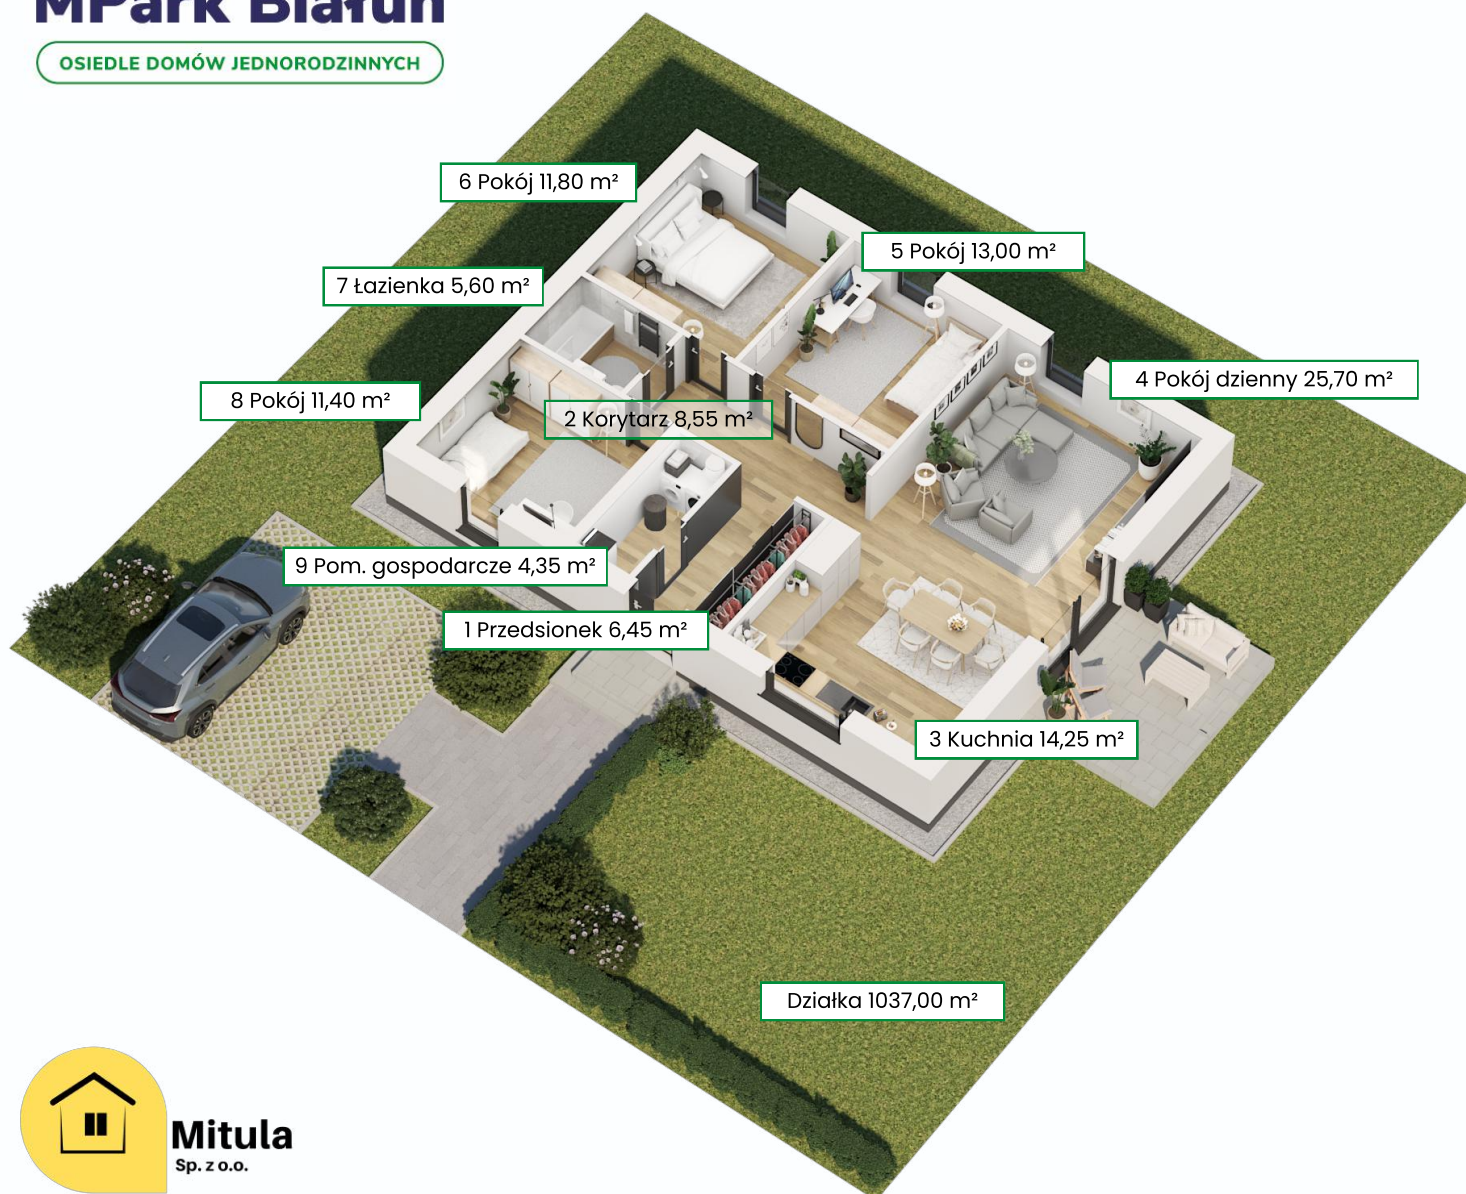 MPark Białuń
OSIEDLE DOMÓW JEDNORODZINNYCH
6 Pokój 11,80 m²
5 Pokój 13,00 m²
7 Łazienka 5,60 m²
4 Pokój dzienny 25,70 m²
8 Pokój 11,40 m²
2 Korytarz 8,55 m²
9 Pom. gospodarcze 4,35 m²
1 Przedsionek 6,45 m²
3 Kuchnia 14,25 m²
Działka 1037,00 m²
Mitula
Sp. z o.o.